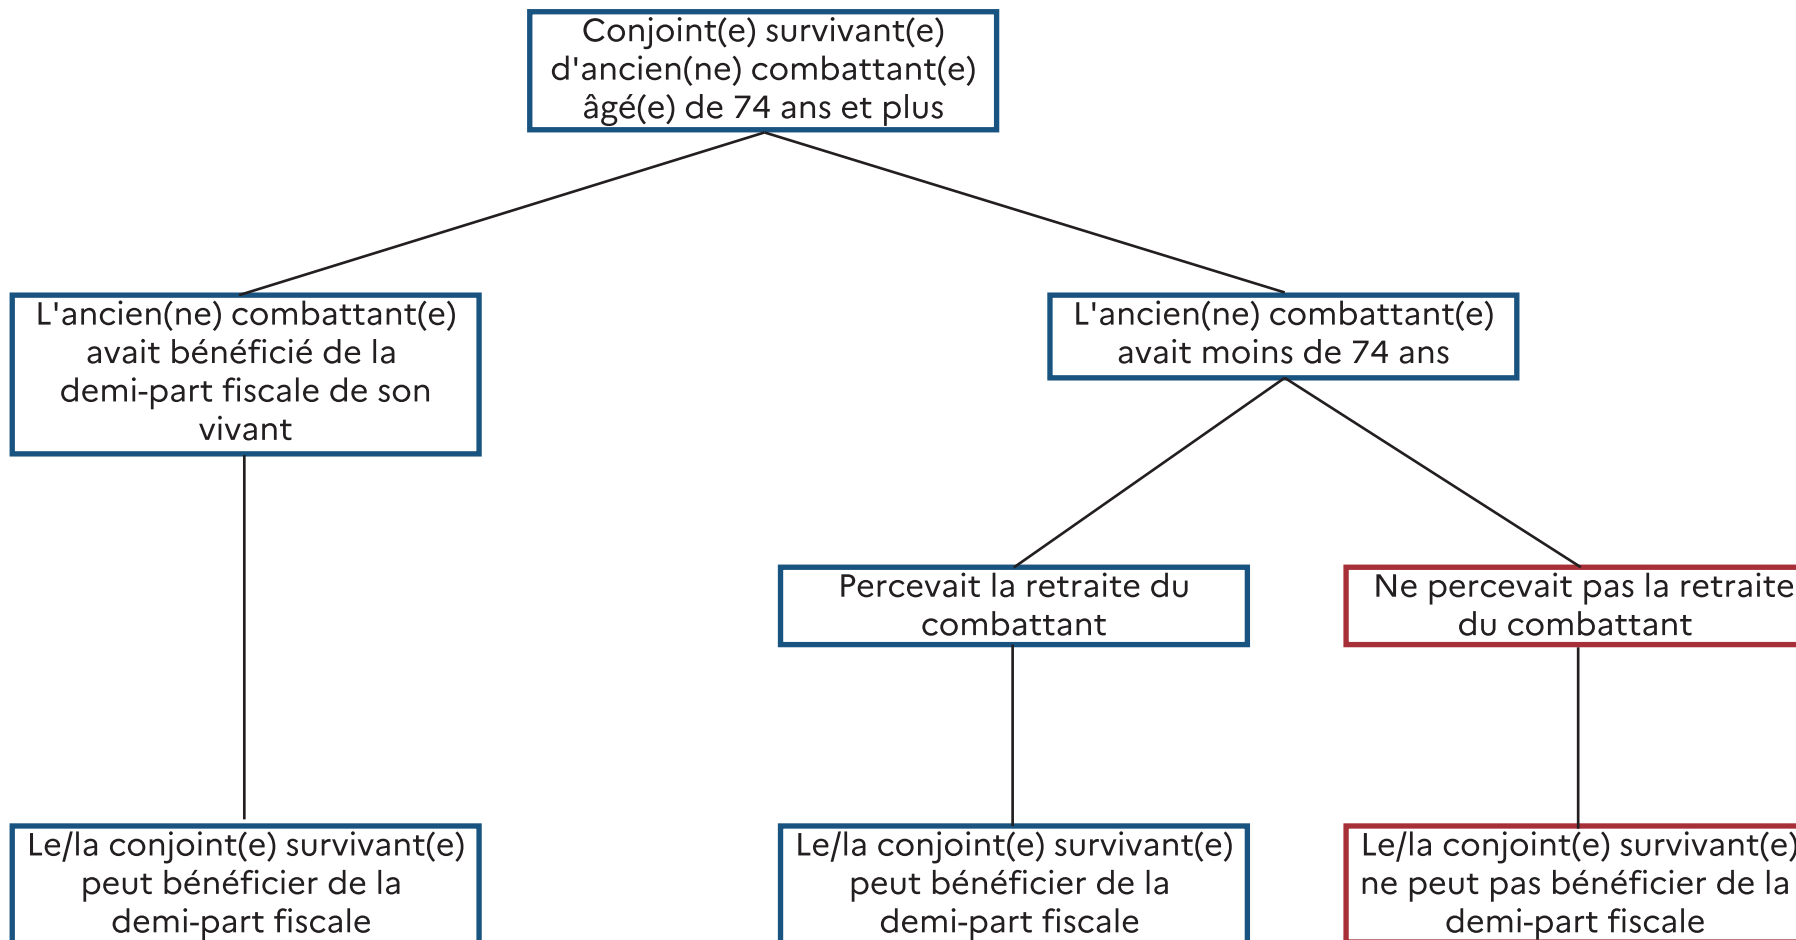 Conjoint(e) survivant(e)
d'ancien(ne) combattant(e)
âgé(e) de 74 ans et plus
L'ancien(ne) combattant(e)
avait bénéficié de la
demi-part fiscale de son
vivant
L'ancien(ne) combattant(e)
avait moins de 74 ans
Percevait la retraite du
combattant
Ne percevait pas la retraite
du combattant
Le/la conjoint(e) survivant(e)
peut bénéficier de la
demi-part fiscale
Le/la conjoint(e) survivant(e)
peut bénéficier de la
demi-part fiscale
Le/la conjoint(e) survivant(e)
ne peut pas bénéficier de la
demi-part fiscale